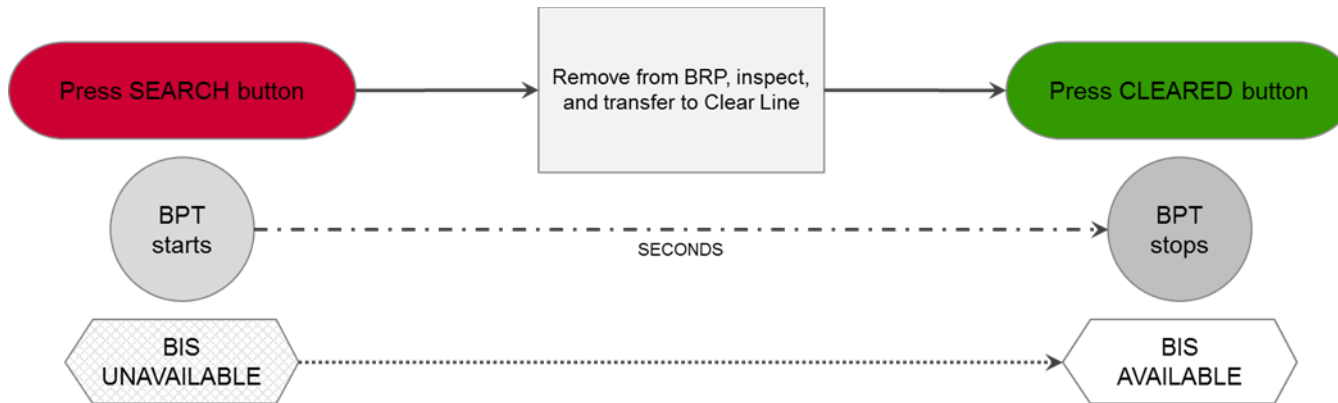 Press SEARCH button
Remove from BRP, inspect,
and transfer to Clear Line
Press CLEARED button
BPT
starts
SECONDS
BPT
stops
BIS
UNAVAILABLE
BIS
AVAILABLE